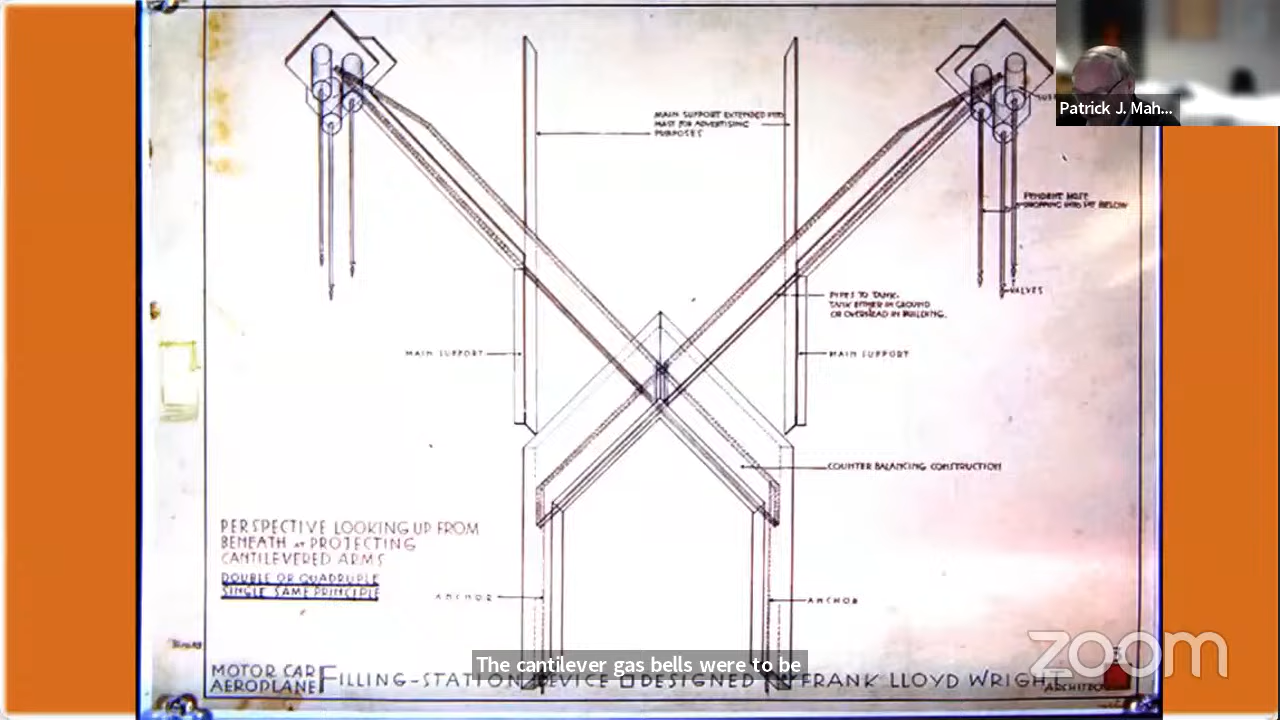 Patrick J. Mah...
MAIN SUPPORT EXTENDED INTO
MAST FOR ADVERTISING
PURPOSES
PENDENT HOSE
DROPPING INTO PIT BELOW
VALVES
PIPES TO TANK.
TANK EITHER IN GROUND
OR OVERHEAD IN BUILDING.
MAIN SUPPORT
MAIN SUPPORT
COUNTER BALANCING CONSTRUCTION
PERSPECTIVE LOOKING UP FROM
BENEATH AT PROJECTING
CANTILEVERED ARMS
DOUBLE OR QUADRUPLE
SINGLE SAME PRINCIPLE
ANCHOR
ANCHOR
zoom
The cantilever gas bells were to be
MOTOR CAR
AEROPLANE FILLING-STATION DEVICE DESIGNED BY FRANK LLOYD WRIGHT